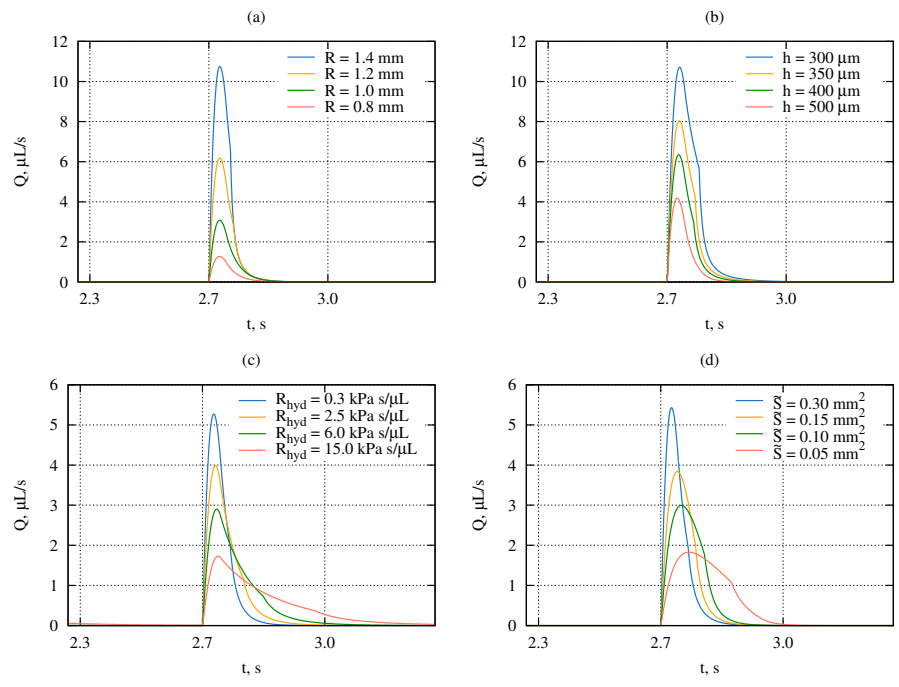 (a)
12
10
8
6
4
2
0
2.3
2.7
3.0
Q, μL/s
t, s
R = 1.4 mm
R = 1.2 mm
R = 1.0 mm
R = 0.8 mm
(b)
12
10
8
6
4
2
0
2.3
2.7
3.0
Q, μL/s
t, s
h = 300 μm
h = 350 μm
h = 400 μm
h = 500 μm
(c)
6
5
4
3
2
1
0
2.3
2.7
3.0
Q, μL/s
t, s
R_hyd = 0.3 kPa s/μL
R_hyd = 2.5 kPa s/μL
R_hyd = 6.0 kPa s/μL
R_hyd = 15.0 kPa s/μL
(d)
6
5
4
3
2
1
0
2.3
2.7
3.0
Q, μL/s
t, s
S̃ = 0.30 mm²
S̃ = 0.15 mm²
S̃ = 0.10 mm²
S̃ = 0.05 mm²